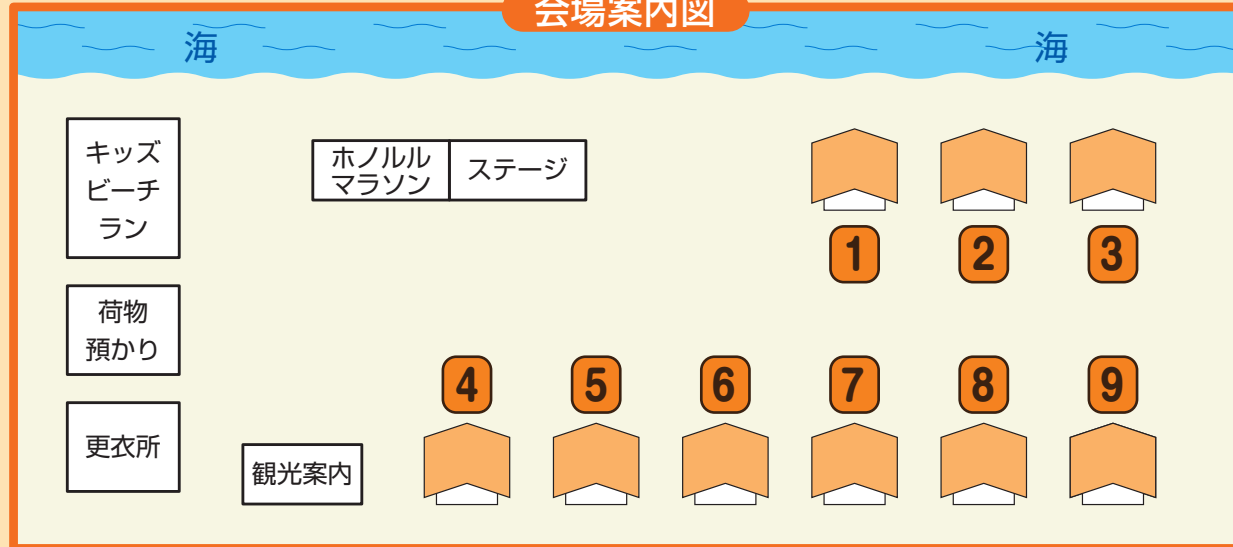 会場案内図
海
海
キッズ
ビーチ
ラン
ホノルル
マラソン
ステージ
1
2
3
荷物
預かり
4
5
6
7
8
9
更衣所
観光案内